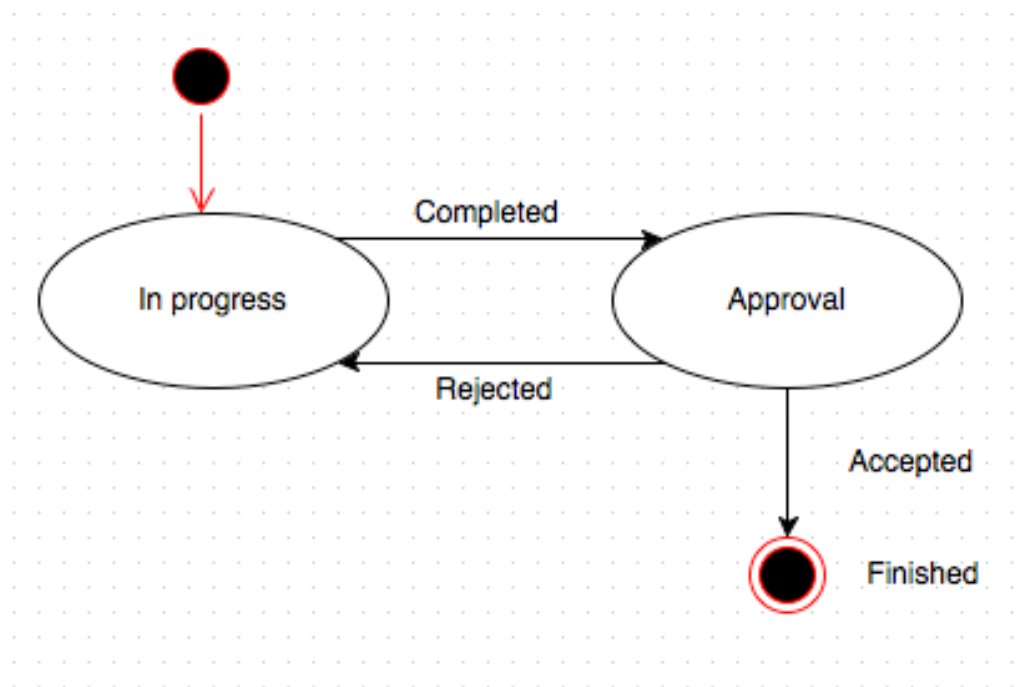 Completed
In progress
Approval
Rejected
Accepted
Finished